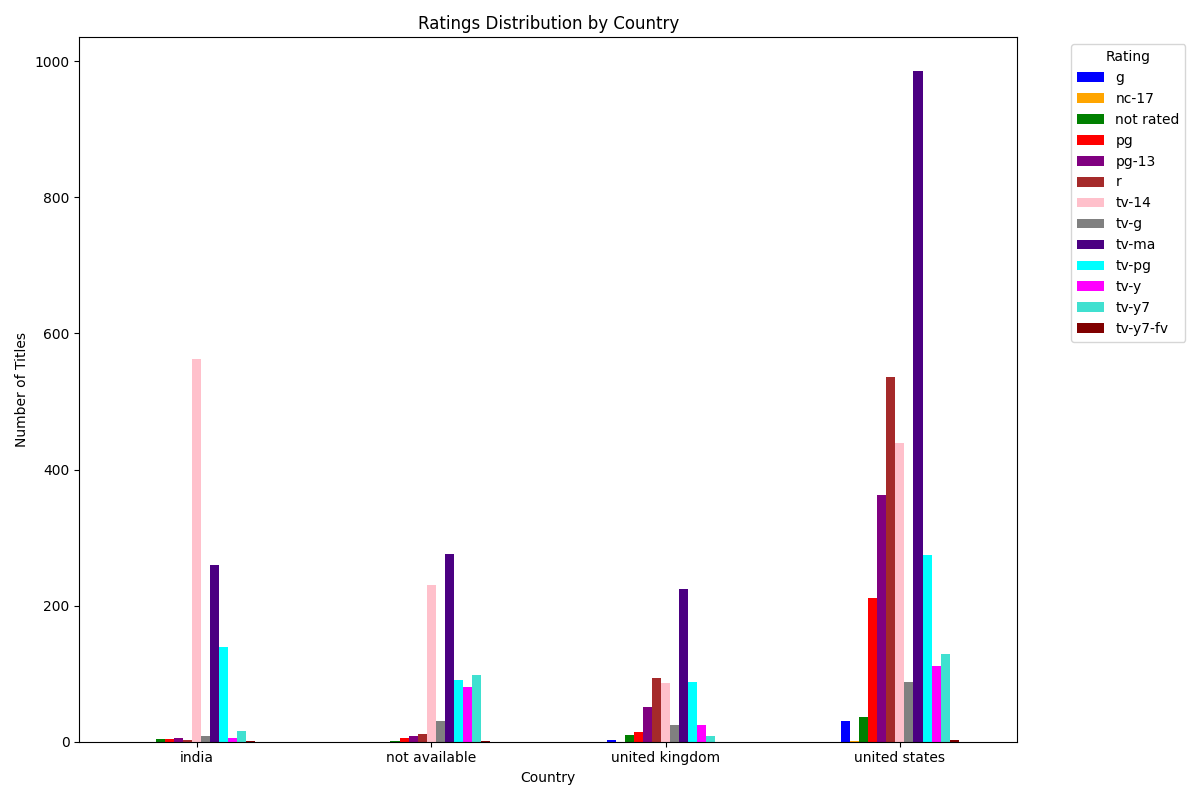 Ratings Distribution by Country
Number of Titles
1000
800
600
400
200
0
india
not available
united kingdom
united states
Country
Rating
g
nc-17
not rated
pg
pg-13
r
tv-14
tv-g
tv-ma
tv-pg
tv-y
tv-y7
tv-y7-fv